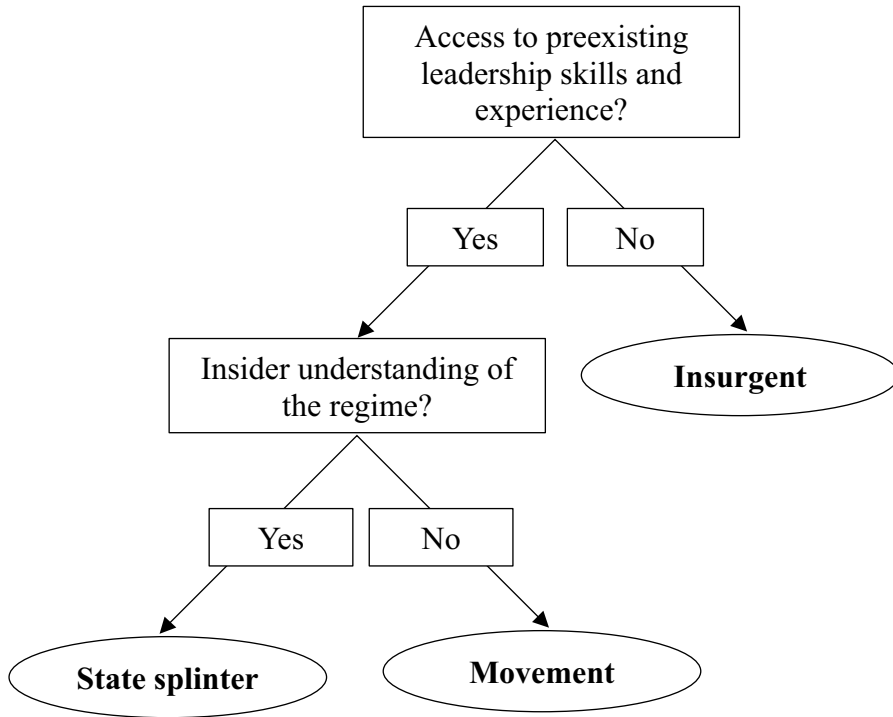 Access to preexisting
leadership skills and
experience?
Yes
No
Insider understanding of
the regime?
Insurgent
Yes
No
State splinter
Movement